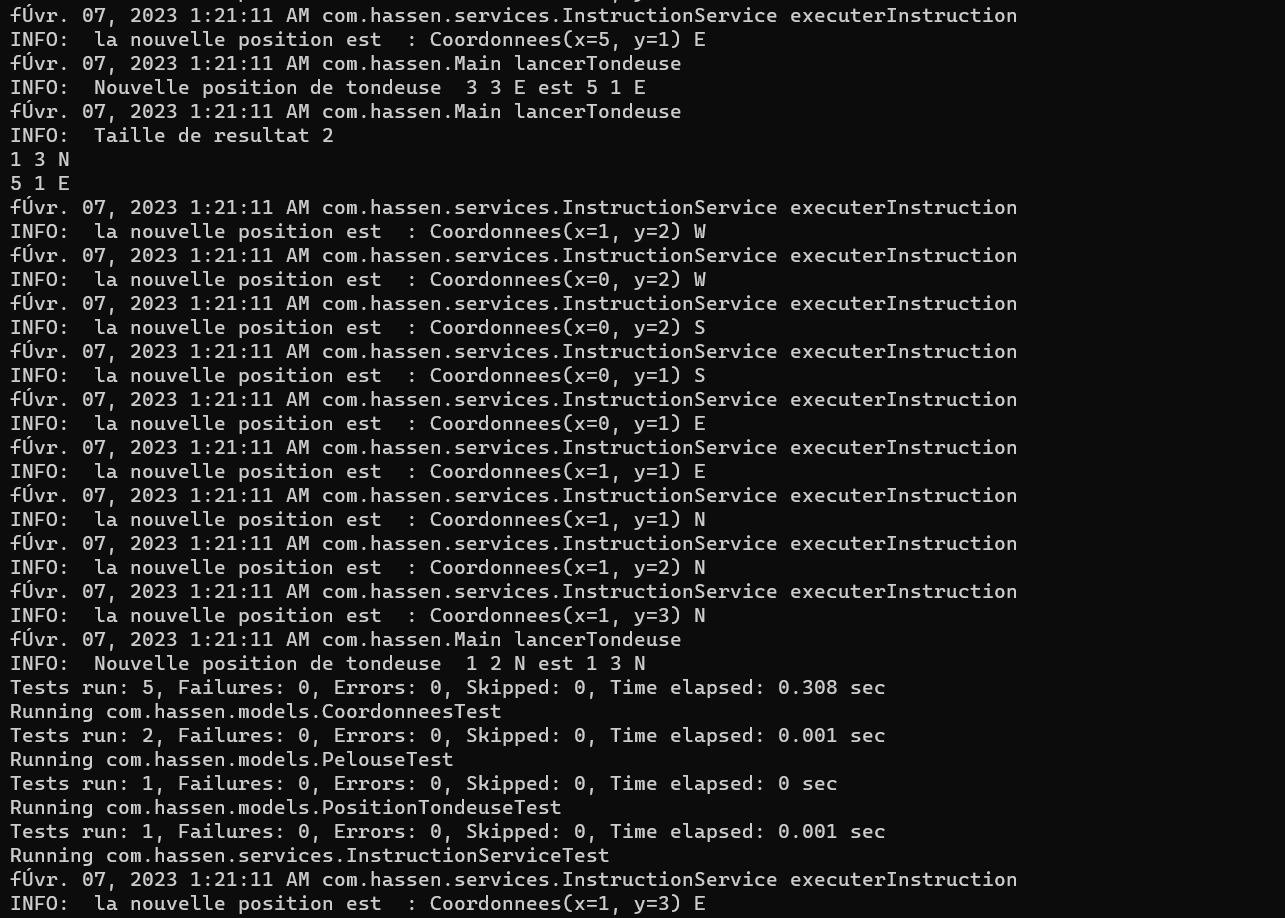 fÚvr. 07, 2023 1:21:11 AM com.hassen.services.InstructionService executerInstruction
INFO:  la nouvelle position est  : Coordonnees(x=5, y=1) E
fÚvr. 07, 2023 1:21:11 AM com.hassen.Main lancerTondeuse
INFO:  Nouvelle position de tondeuse  3 3 E est 5 1 E
fÚvr. 07, 2023 1:21:11 AM com.hassen.Main lancerTondeuse
INFO:  Taille de resultat 2
1 3 N
5 1 E
fÚvr. 07, 2023 1:21:11 AM com.hassen.services.InstructionService executerInstruction
INFO:  la nouvelle position est  : Coordonnees(x=1, y=2) W
fÚvr. 07, 2023 1:21:11 AM com.hassen.services.InstructionService executerInstruction
INFO:  la nouvelle position est  : Coordonnees(x=0, y=2) W
fÚvr. 07, 2023 1:21:11 AM com.hassen.services.InstructionService executerInstruction
INFO:  la nouvelle position est  : Coordonnees(x=0, y=2) S
fÚvr. 07, 2023 1:21:11 AM com.hassen.services.InstructionService executerInstruction
INFO:  la nouvelle position est  : Coordonnees(x=0, y=1) S
fÚvr. 07, 2023 1:21:11 AM com.hassen.services.InstructionService executerInstruction
INFO:  la nouvelle position est  : Coordonnees(x=0, y=1) E
fÚvr. 07, 2023 1:21:11 AM com.hassen.services.InstructionService executerInstruction
INFO:  la nouvelle position est  : Coordonnees(x=1, y=1) E
fÚvr. 07, 2023 1:21:11 AM com.hassen.services.InstructionService executerInstruction
INFO:  la nouvelle position est  : Coordonnees(x=1, y=1) N
fÚvr. 07, 2023 1:21:11 AM com.hassen.services.InstructionService executerInstruction
INFO:  la nouvelle position est  : Coordonnees(x=1, y=2) N
fÚvr. 07, 2023 1:21:11 AM com.hassen.services.InstructionService executerInstruction
INFO:  la nouvelle position est  : Coordonnees(x=1, y=3) N
fÚvr. 07, 2023 1:21:11 AM com.hassen.Main lancerTondeuse
INFO:  Nouvelle position de tondeuse  1 2 N est 1 3 N
Tests run: 5, Failures: 0, Errors: 0, Skipped: 0, Time elapsed: 0.308 sec
Running com.hassen.models.CoordonneesTest
Tests run: 2, Failures: 0, Errors: 0, Skipped: 0, Time elapsed: 0.001 sec
Running com.hassen.models.PelouseTest
Tests run: 1, Failures: 0, Errors: 0, Skipped: 0, Time elapsed: 0 sec
Running com.hassen.models.PositionTondeuseTest
Tests run: 1, Failures: 0, Errors: 0, Skipped: 0, Time elapsed: 0.001 sec
Running com.hassen.services.InstructionServiceTest
fÚvr. 07, 2023 1:21:11 AM com.hassen.services.InstructionService executerInstruction
INFO:  la nouvelle position est  : Coordonnees(x=1, y=3) E